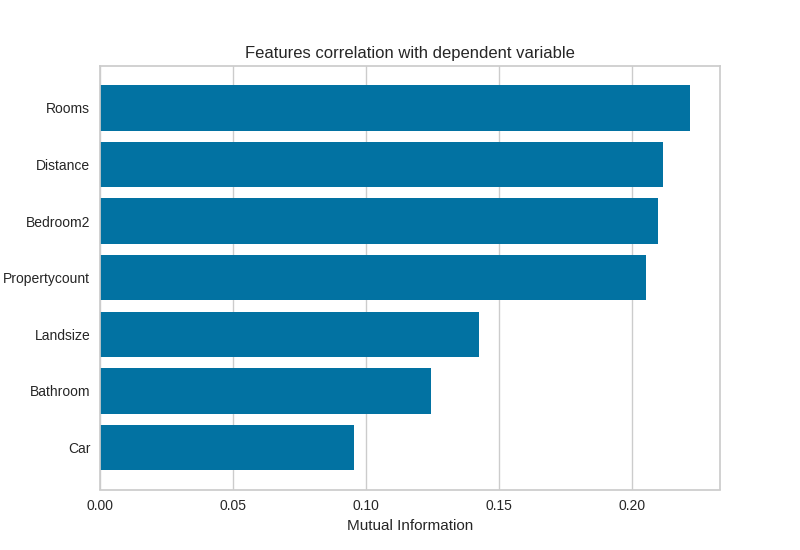 Features correlation with dependent variable
Rooms
Distance
Bedroom2
Propertycount
Landsize
Bathroom
Car
0.00 0.05 0.10 0.15 0.20
Mutual Information